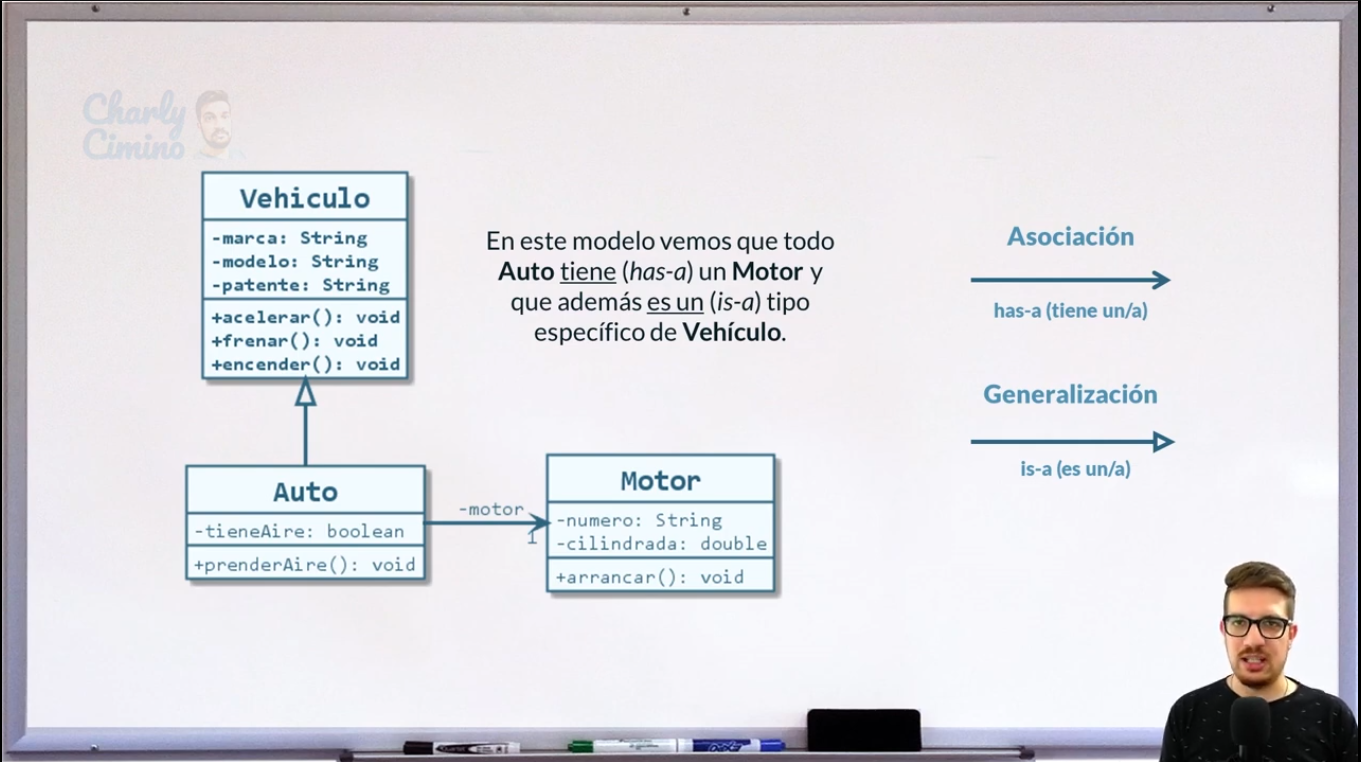 Charly
Cimino
Vehiculo
-marca: String
-modelo: String
-patente: String
+acelerar(): void
+frenar(): void
+encender(): void
En este modelo vemos que todo
Auto tiene (has-a) un Motor y
que además es un (is-a) tipo
específico de Vehículo.
Asociación
has-a (tiene un/a)
Generalización
is-a (es un/a)
Auto
-tieneAire: boolean
+prenderAire(): void
-motor
1
Motor
-numero: String
-cilindrada: double
+arrancar(): void